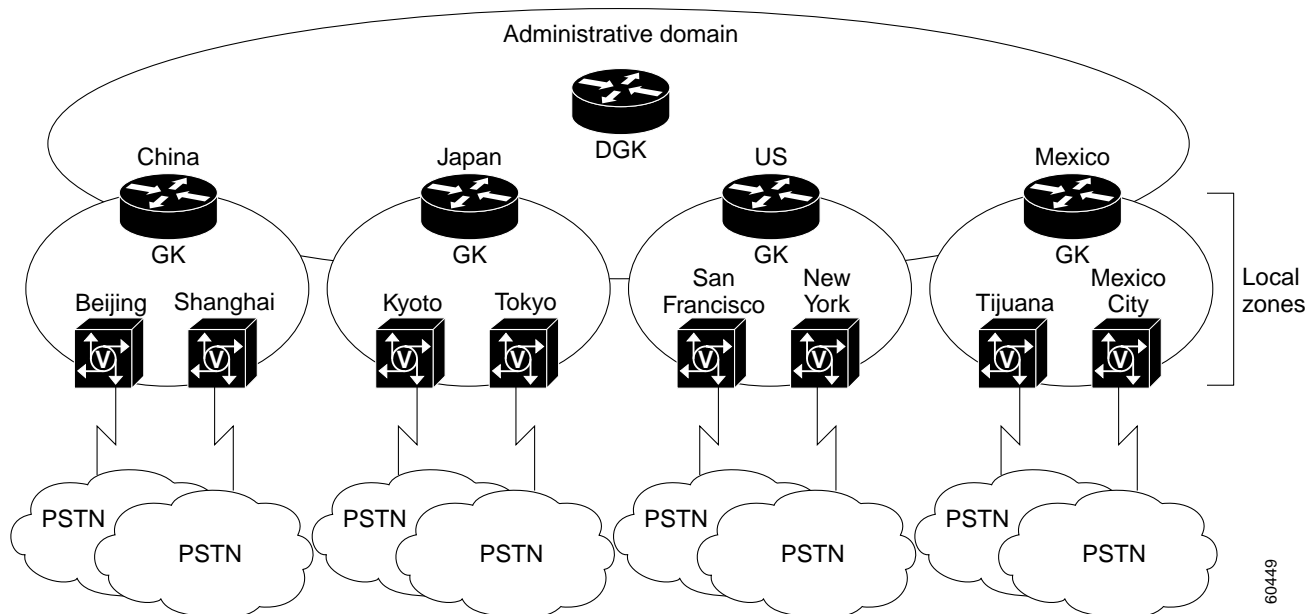 Administrative domain
DGK
China
Japan
US
Mexico
GK
GK
GK
GK
Beijing
Shanghai
Kyoto
Tokyo
San
Francisco
New
York
Tijuana
Mexico
City
Local
zones
V
V
V
V
V
V
V
V
PSTN
PSTN
PSTN
PSTN
PSTN
PSTN
PSTN
PSTN
60449